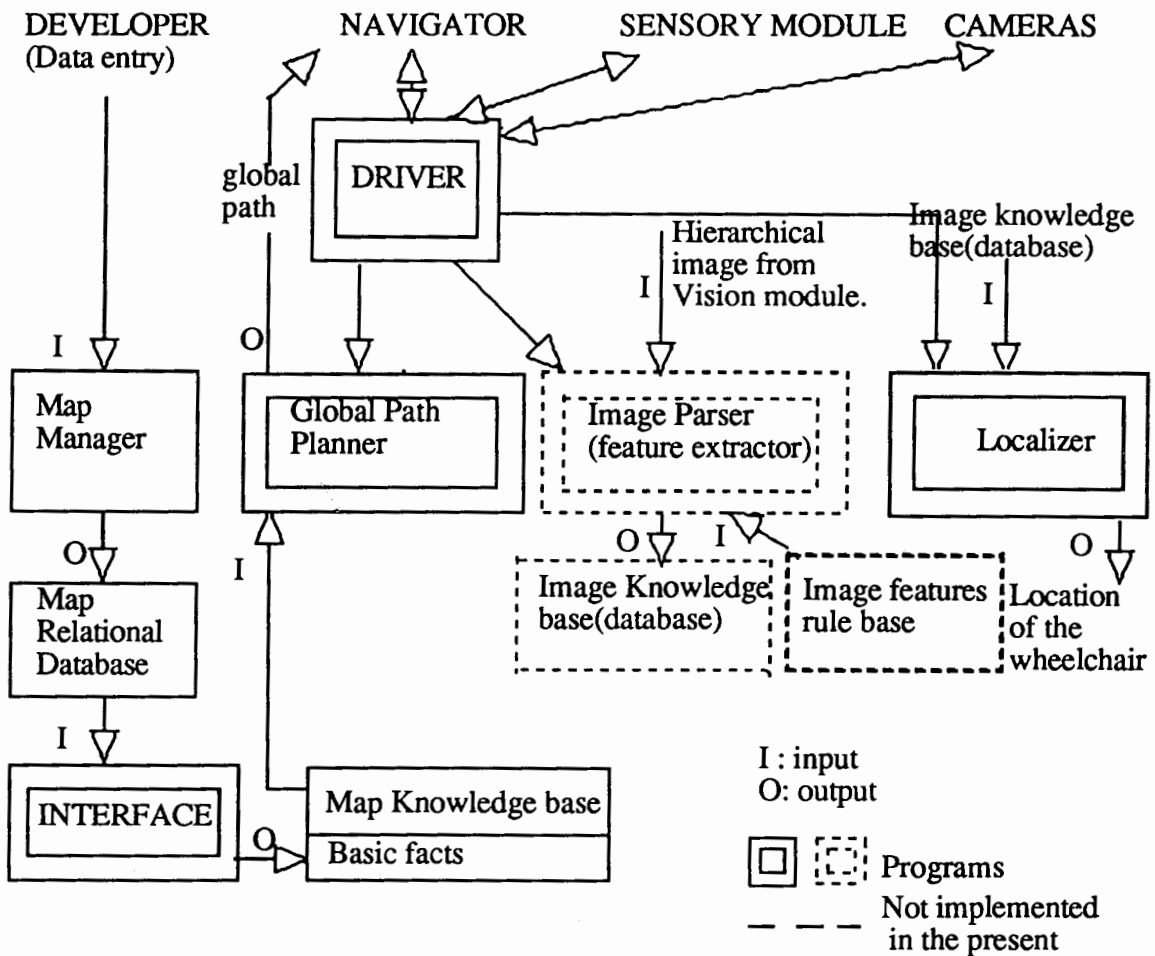 DEVELOPER
(Data entry)
NAVIGATOR
SENSORY MODULE
CAMERAS
global
path
DRIVER
Hierarchical
image from
Vision module.
Image knowledge
base(database)
I
I
I
O
Map
Manager
Global Path
Planner
Image Parser
(feature extractor)
Localizer
O
I
O
I
O
Map
Relational
Database
Image Knowledge
base(database)
Image features
rule base
Location
of the
wheelchair
I
INTERFACE
O
Map Knowledge base
Basic facts
I : input
O: output
Programs
Not implemented
in the present